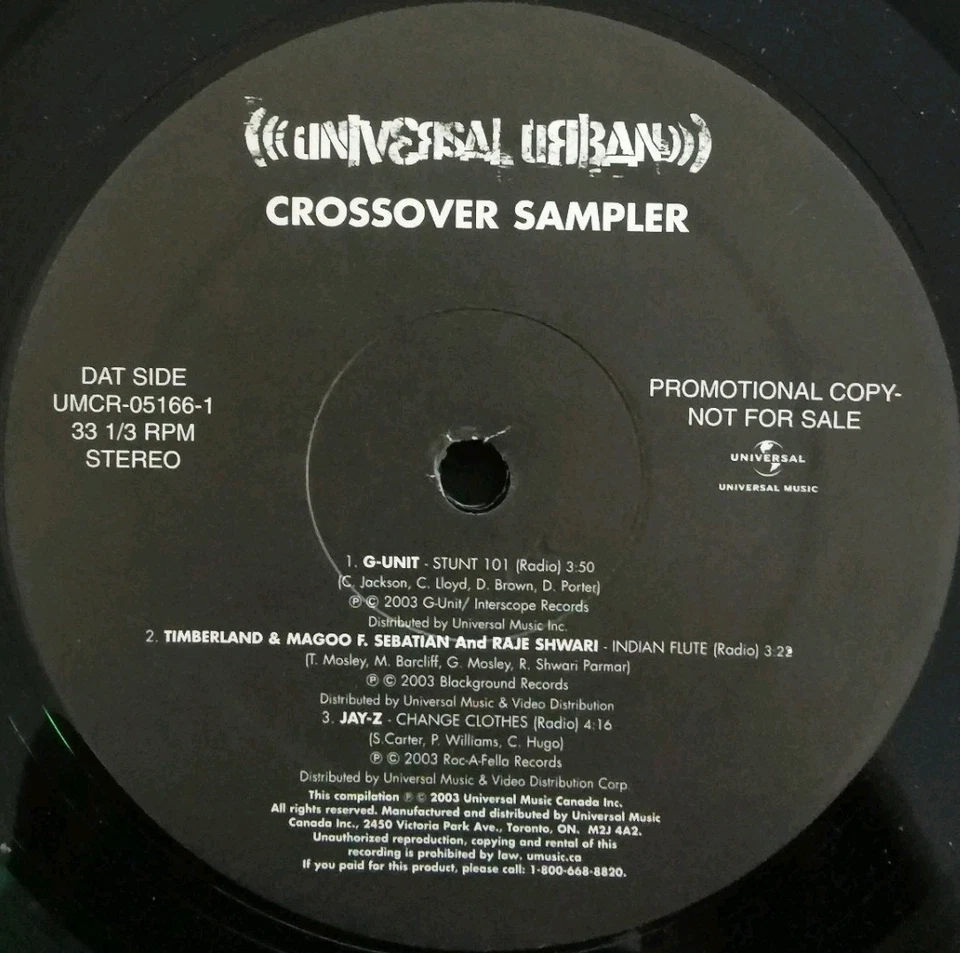 UNIVERSAL URBAN
CROSSOVER SAMPLER
DAT SIDE
UMCR-05166-1
33 1/3 RPM
STEREO
PROMOTIONAL COPY-
NOT FOR SALE
UNIVERSAL
UNIVERSAL MUSIC
1. G-UNIT - STUNT 101 (Radio) 3:50
(C. Jackson, C. Lloyd, D. Brown, D. Porter)
℗ © 2003 G-Unit/ Interscope Records
Distributed by Universal Music Inc.
2. TIMBERLAND & MAGOO F. SEBATIAN And RAJE SHWARI - INDIAN FLUTE (Radio)
(T. Mosley, M. Barcliff, G. Mosley, R. Shwari Parmar)
℗ © 2003 Blackground Records
Distributed by Universal Music & Video Distribution
3. JAY-Z - CHANGE CLOTHES (Radio) 4:16
(S.Carter, P. Williams, C. Hugo)
℗ © 2003 Roc-A-Fella Records
Distributed by Universal Music & Video Distribution Corp
This compilation ℗ © 2003 Universal Music Canada Inc.
All rights reserved. Manufactured and distributed by Universal Music
Canada Inc., 2450 Victoria Park Ave., Toronto, ON. M2J 4A2.
Unauthorized reproduction, copying and rental of this
recording is prohibited by law. umusic.ca
If you paid for this product, please call: 1-800-668-8820.